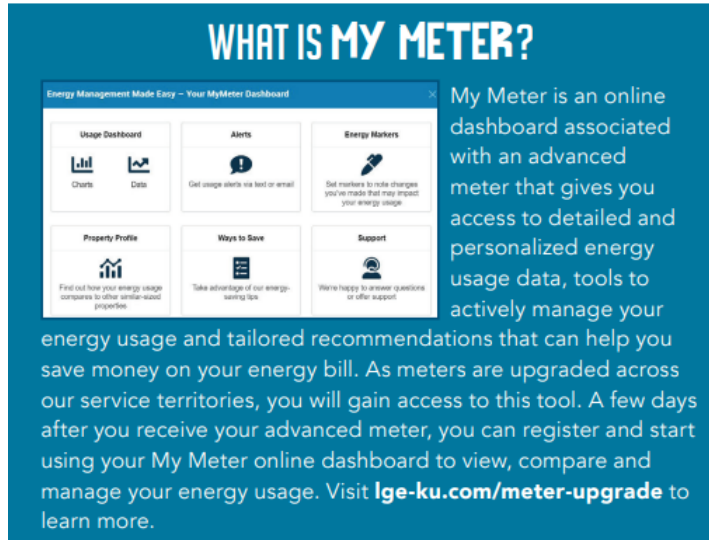 WHAT IS MY METER?
Energy Management Made Easy – Your MyMeter Dashboard
Usage Dashboard
Charts
Data
Alerts
Get usage alerts via text or email
Energy Markers
Set markers to note changes
you've made that may impact
your energy usage
Property Profile
Find out how your energy usage
compares to other similar-sized
properties
Ways to Save
Take advantage of our energy-
saving tips
Support
We're happy to answer questions
or offer support
My Meter is an online
dashboard associated
with an advanced
meter that gives you
access to detailed and
personalized energy
usage data, tools to
actively manage your
energy usage and tailored recommendations that can help you
save money on your energy bill. As meters are upgraded across
our service territories, you will gain access to this tool. A few days
after you receive your advanced meter, you can register and start
using your My Meter online dashboard to view, compare and
manage your energy usage. Visit lge-ku.com/meter-upgrade to
learn more.